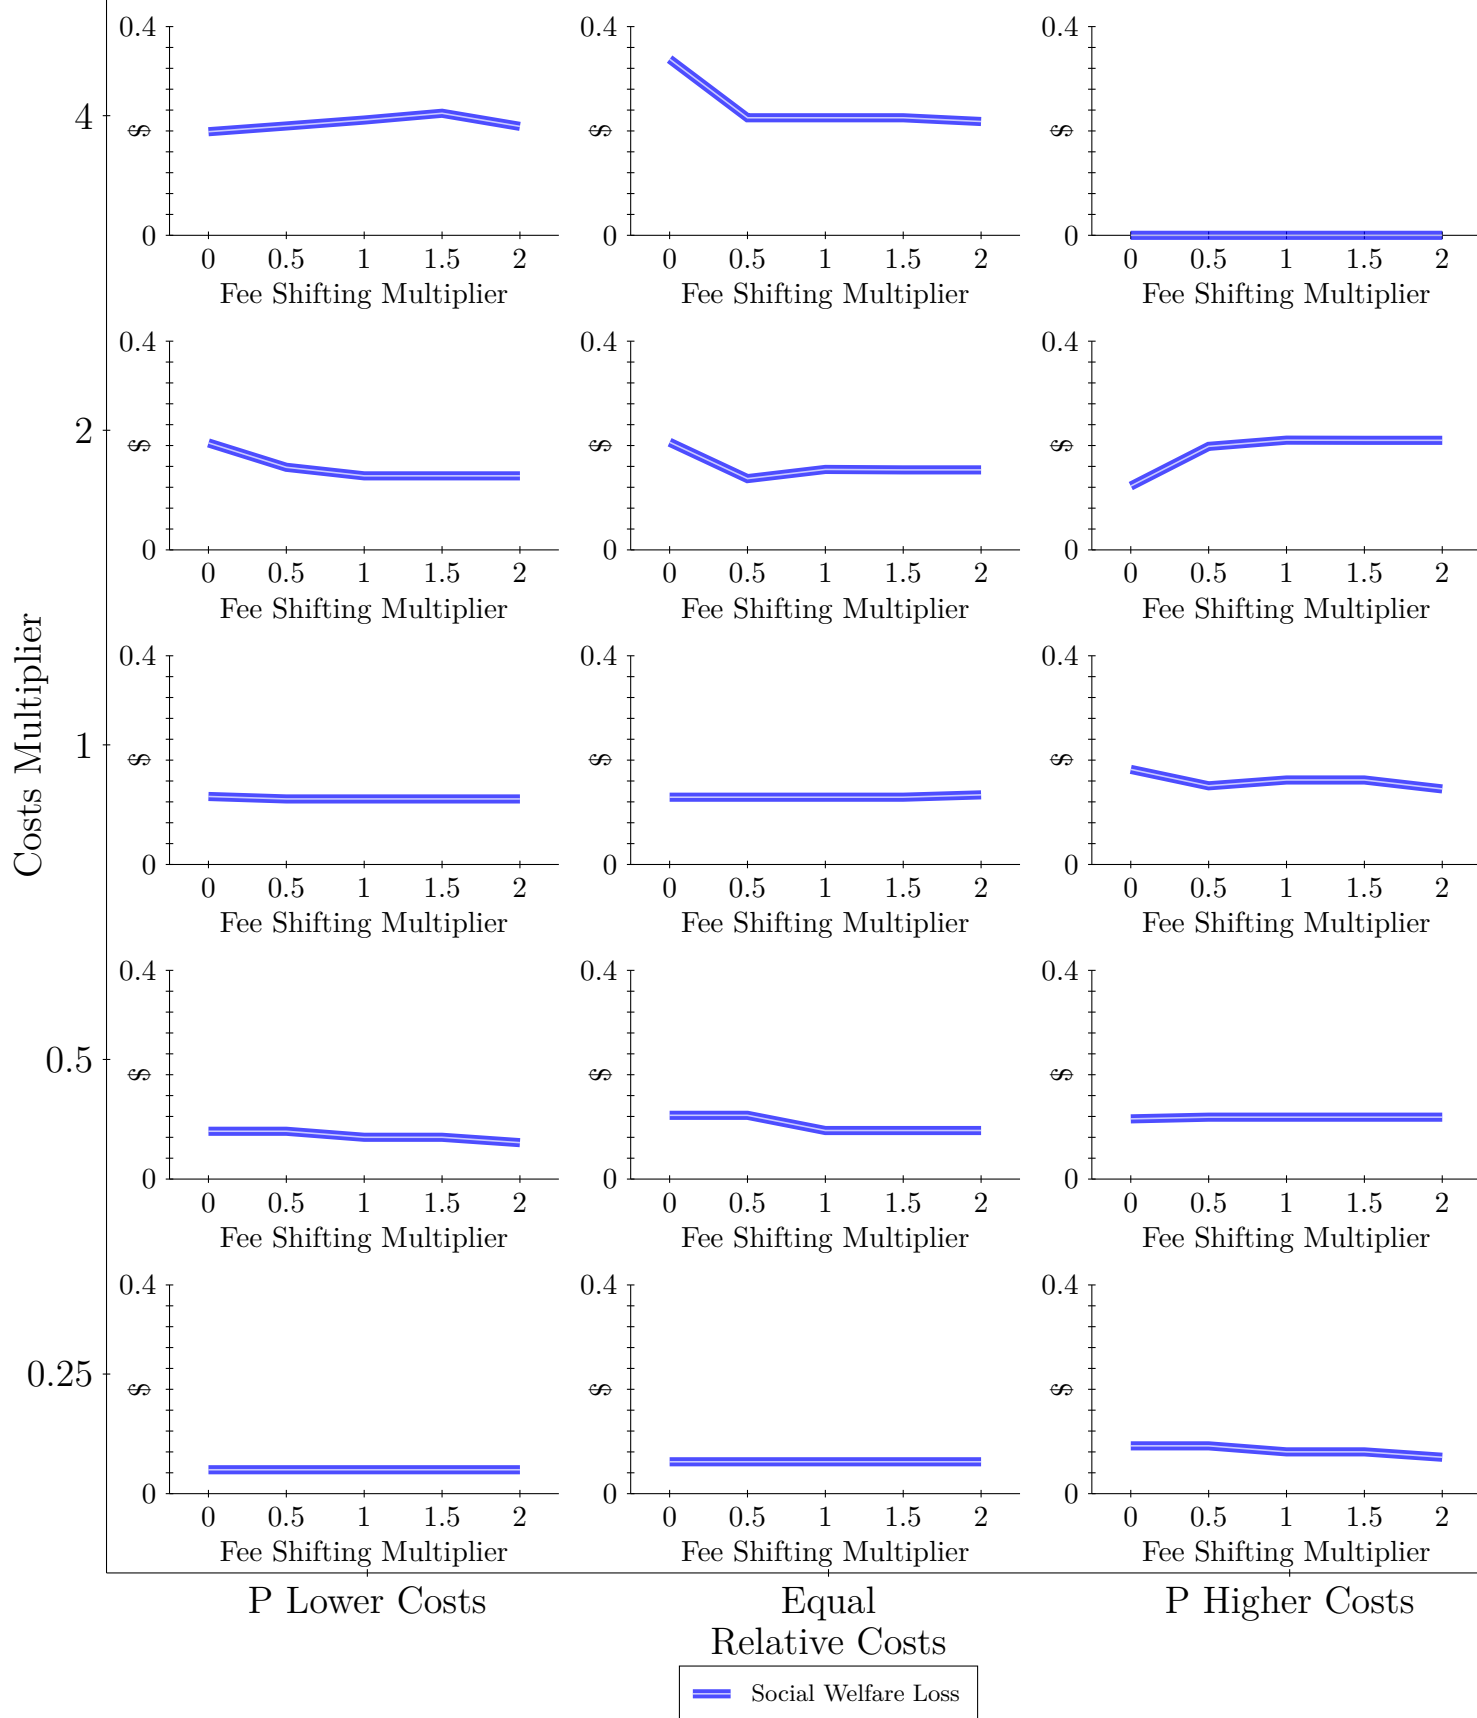 0.4 0.4 0.4
4 $ $ $
0 0 0
0 0.5 1 1.5 2 0 0.5 1 1.5 2 0 0.5 1 1.5 2
Fee Shifting Multiplier Fee Shifting Multiplier Fee Shifting Multiplier
0.4 0.4 0.4
2 $ $ $
0 0 0
0 0.5 1 1.5 2 0 0.5 1 1.5 2 0 0.5 1 1.5 2
Fee Shifting Multiplier Fee Shifting Multiplier Fee Shifting Multiplier
Costs Multiplier
0.4 0.4 0.4
1 $ $ $
0 0 0
0 0.5 1 1.5 2 0 0.5 1 1.5 2 0 0.5 1 1.5 2
Fee Shifting Multiplier Fee Shifting Multiplier Fee Shifting Multiplier
0.4 0.4 0.4
0.5 $ $ $
0 0 0
0 0.5 1 1.5 2 0 0.5 1 1.5 2 0 0.5 1 1.5 2
Fee Shifting Multiplier Fee Shifting Multiplier Fee Shifting Multiplier
0.4 0.4 0.4
0.25 $ $ $
0 0 0
0 0.5 1 1.5 2 0 0.5 1 1.5 2 0 0.5 1 1.5 2
Fee Shifting Multiplier Fee Shifting Multiplier Fee Shifting Multiplier
P Lower Costs Equal P Higher Costs
Relative Costs
Social Welfare Loss